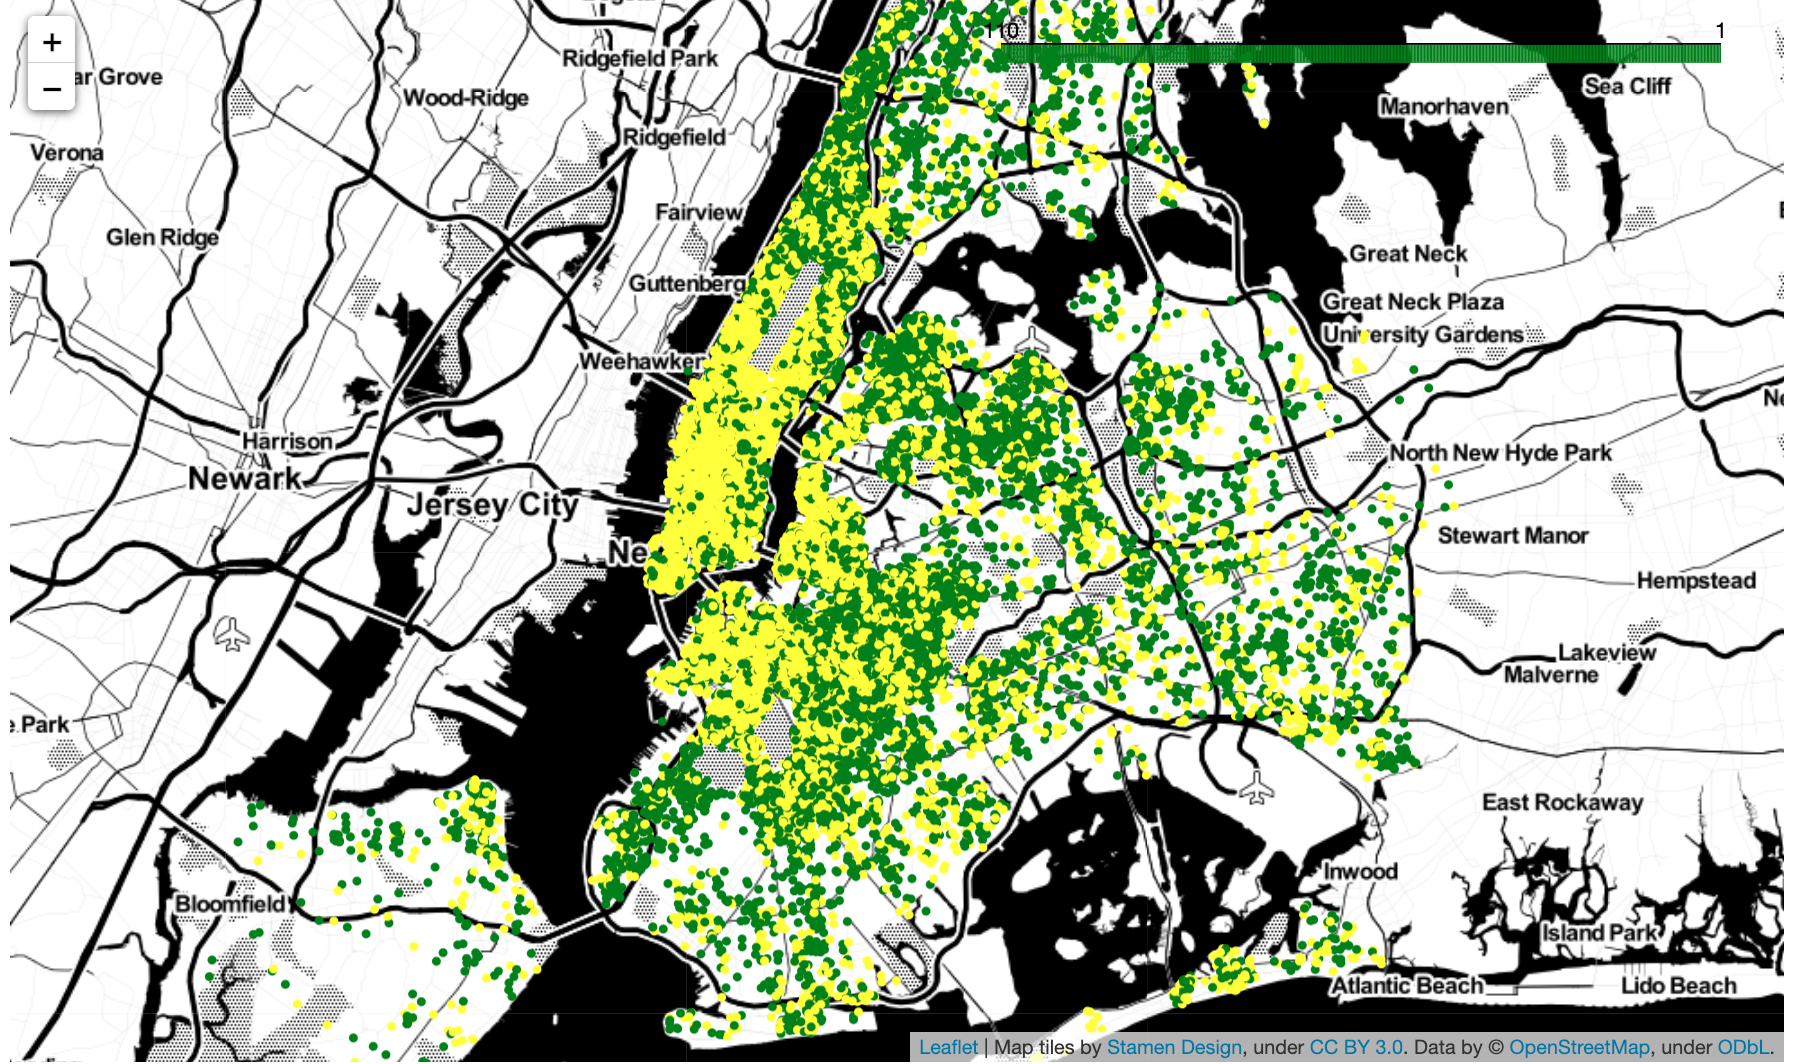 +
−
110
1
Ridgefield Park
ar Grove
Wood-Ridge
Sea Cliff
Manorhaven
Ridgefield
Verona
Fairview
Glen Ridge
Great Neck
Guttenberg
Great Neck Plaza
University Gardens
Weehawken
Ne
Harrison
North New Hyde Park
Newark
Jersey City
Stewart Manor
Ne
Hempstead
Lakeview
Malverne
e Park
East Rockaway
Inwood
Bloomfield
Island Park
Atlantic Beach
Lido Beach
Leaflet | Map tiles by Stamen Design, under CC BY 3.0. Data by © OpenStreetMap, under ODbL.